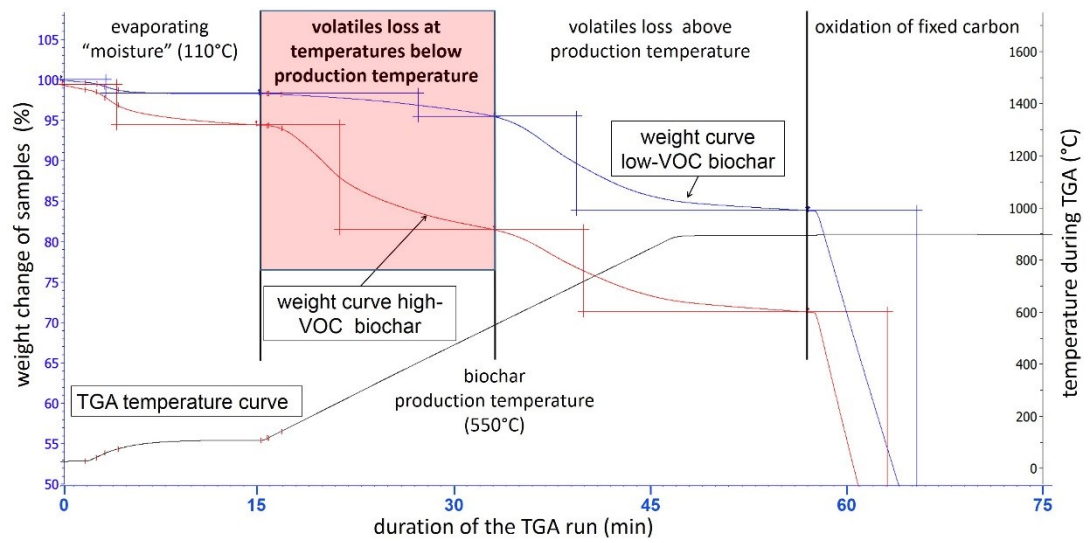 evaporating
“moisture” (110°C)
volatiles loss at
temperatures below
production temperature
volatiles loss above
production temperature
oxidation of fixed carbon
weight change of samples (%)
105
100
95
90
85
80
75
70
65
60
55
50
weight curve
low-VOC biochar
weight curve high-
VOC biochar
TGA temperature curve
biochar
production temperature
(550°C)
1600
1400
1200
1000
800
600
400
200
0
temperature during TGA (°C)
0
15
30
45
60
75
duration of the TGA run (min)